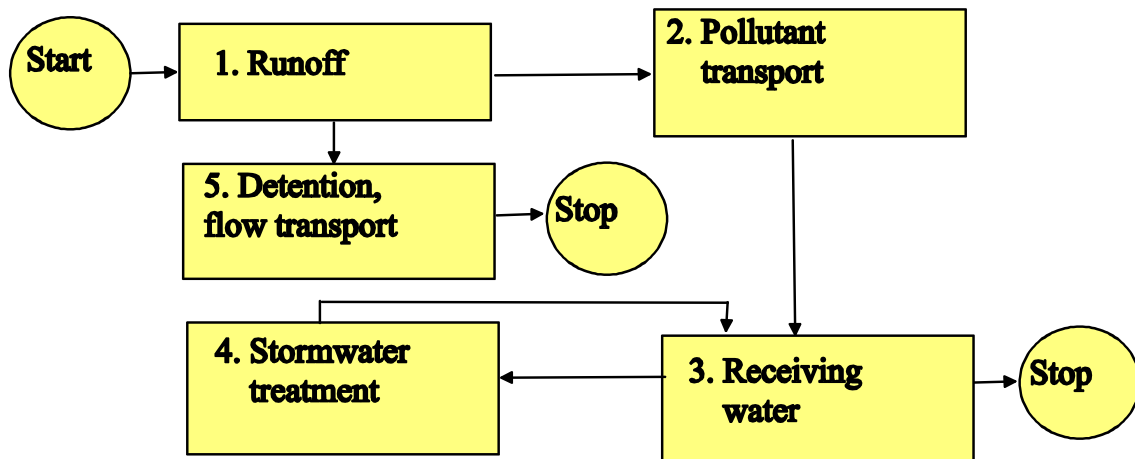 Start
1. Runoff
2. Pollutant
transport
5. Detention,
flow transport
Stop
4. Stormwater
treatment
3. Receiving
water
Stop